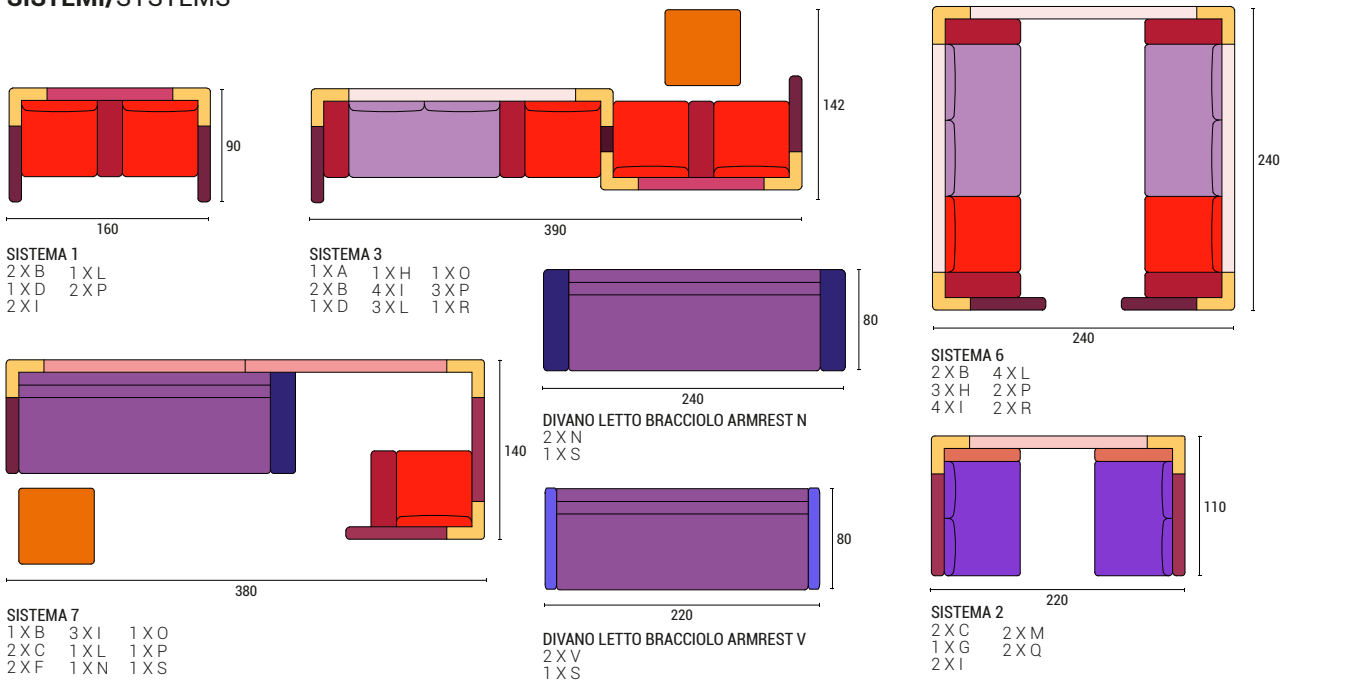 SISTEMI/SYSTEMS
90
160
SISTEMA 1
2 X B 1 X L
1 X D 2 X P
2 X I
142
390
SISTEMA 3
1 X A 1 X H 1 X O
2 X B 4 X I 3 X P
1 X D 3 X L 1 X R
240
240
SISTEMA 6
2 X B 4 X L
3 X H 2 X P
4 X I 2 X R
140
380
SISTEMA 7
1 X B 3 X I 1 X O
2 X C 1 X L 1 X P
2 X F 1 X N 1 X S
80
240
DIVANO LETTO BRACCIOLO ARMREST N
2 X N
1 X S
80
220
DIVANO LETTO BRACCIOLO ARMREST V
2 X V
1 X S
110
220
SISTEMA 2
2 X C 2 X M
1 X G 2 X Q
2 X I